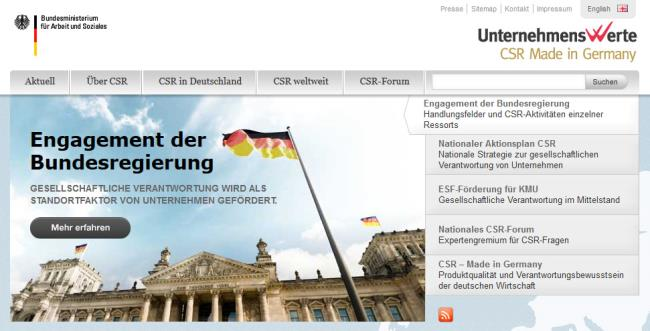 Presse | Sitemap | Kontakt | Impressum
English
Bundesministerium
für Arbeit und Soziales
UnternehmensWerte
CSR Made in Germany
Aktuell
Über CSR
CSR in Deutschland
CSR weltweit
CSR-Forum
Suchen
Engagement der
Bundesregierung
GESELLSCHAFTLICHE VERANTWORTUNG WIRD ALS
STANDORTFAKTOR VON UNTERNEHMEN GEFÖRDERT.
Mehr erfahren
Engagement der Bundesregierung
Handlungsfelder und CSR-Aktivitäten einzelner
Ressorts
Nationaler Aktionsplan CSR
Nationale Strategie zur gesellschaftlichen
Verantwortung von Unternehmen
ESF-Förderung für KMU
Gesellschaftliche Verantwortung im Mittelstand
Nationales CSR-Forum
Expertengremium für CSR-Fragen
CSR – Made in Germany
Produktqualität und Verantwortungsbewusstsein
der deutschen Wirtschaft